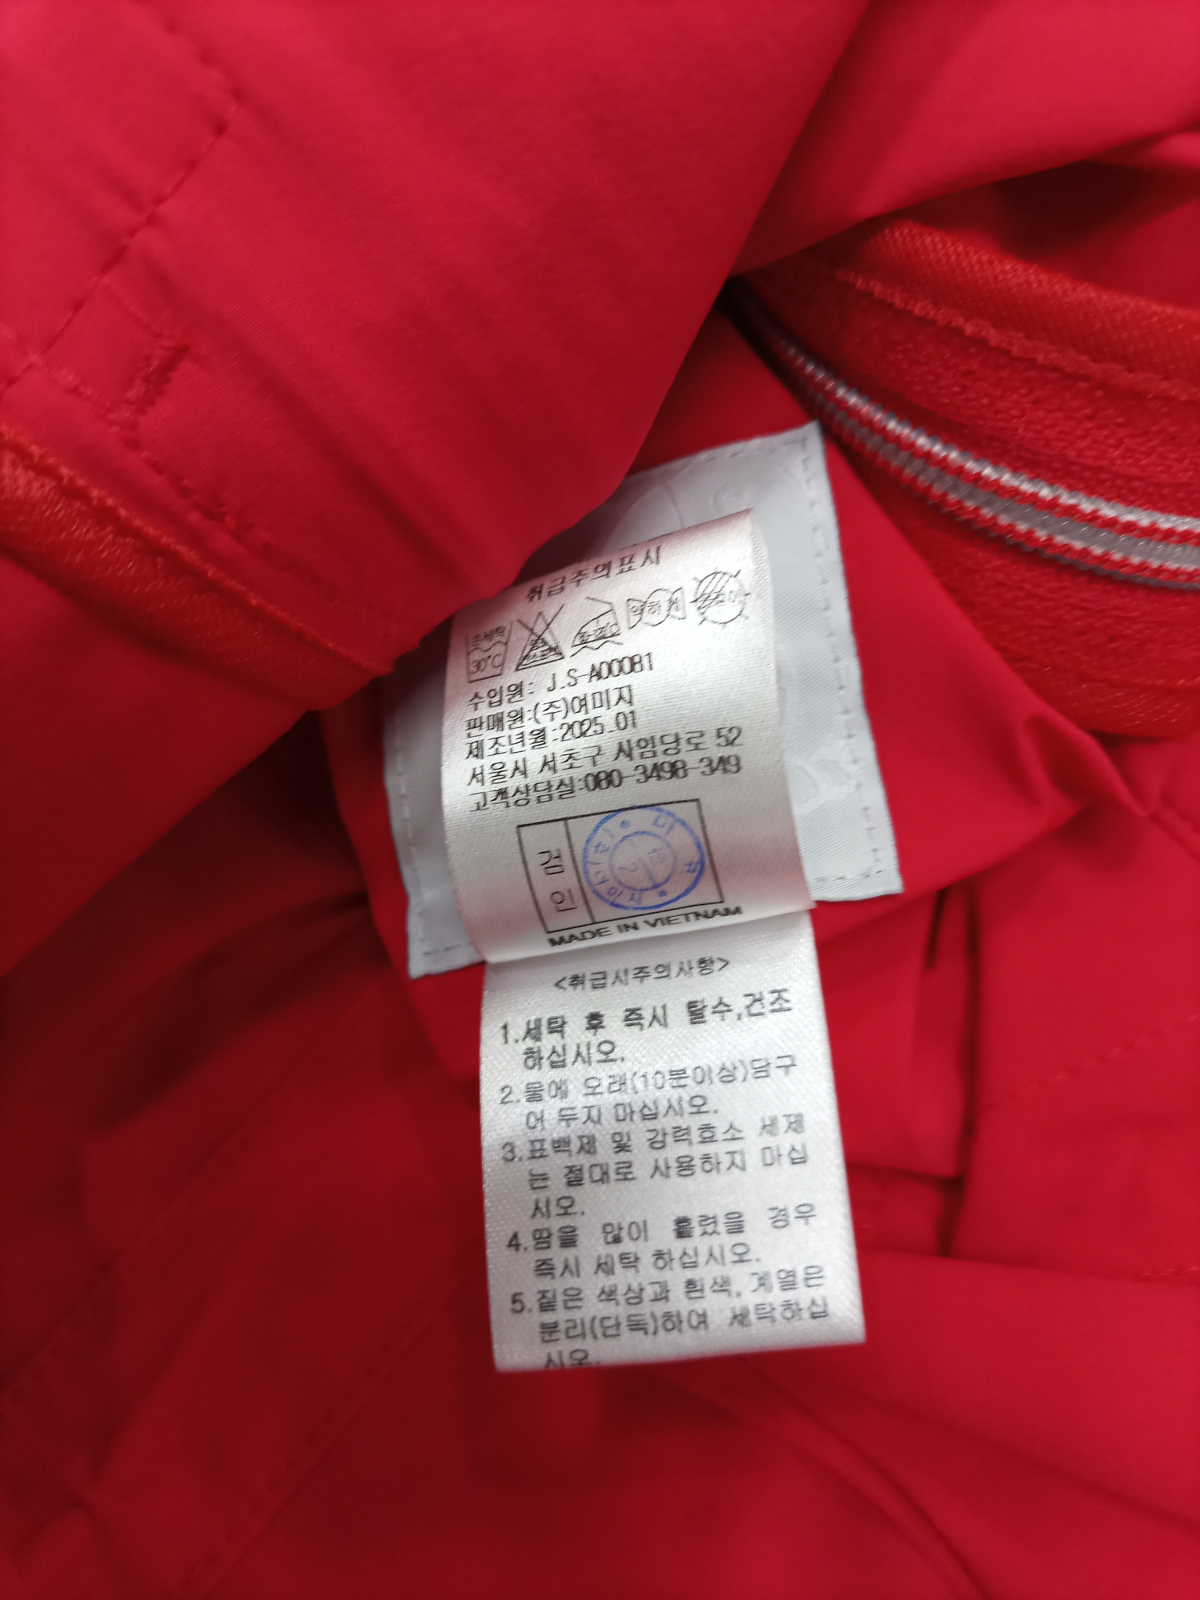 취급주의표시
손세탁
30℃
수입원: J.S-A00081
판매원:(주)여미지
제조년월:2025.01
서울시 서초구 사임당로 52
고객상담실:080-3498-349
검
인
MADE IN VIETNAM
<취급시주의사항>
1.세탁 후 즉시 탈수,건조
하십시오.
2.물에 오래(10분이상)담구
어 두지 마십시오.
3.표백제 및 강력효소 세제
는 절대로 사용하지 마십
시오.
4.땀을 많이 흘렸을 경우
즉시 세탁 하십시오.
5.짙은 색상과 흰색, 계열은
분리(단독)하여 세탁하십
시오.